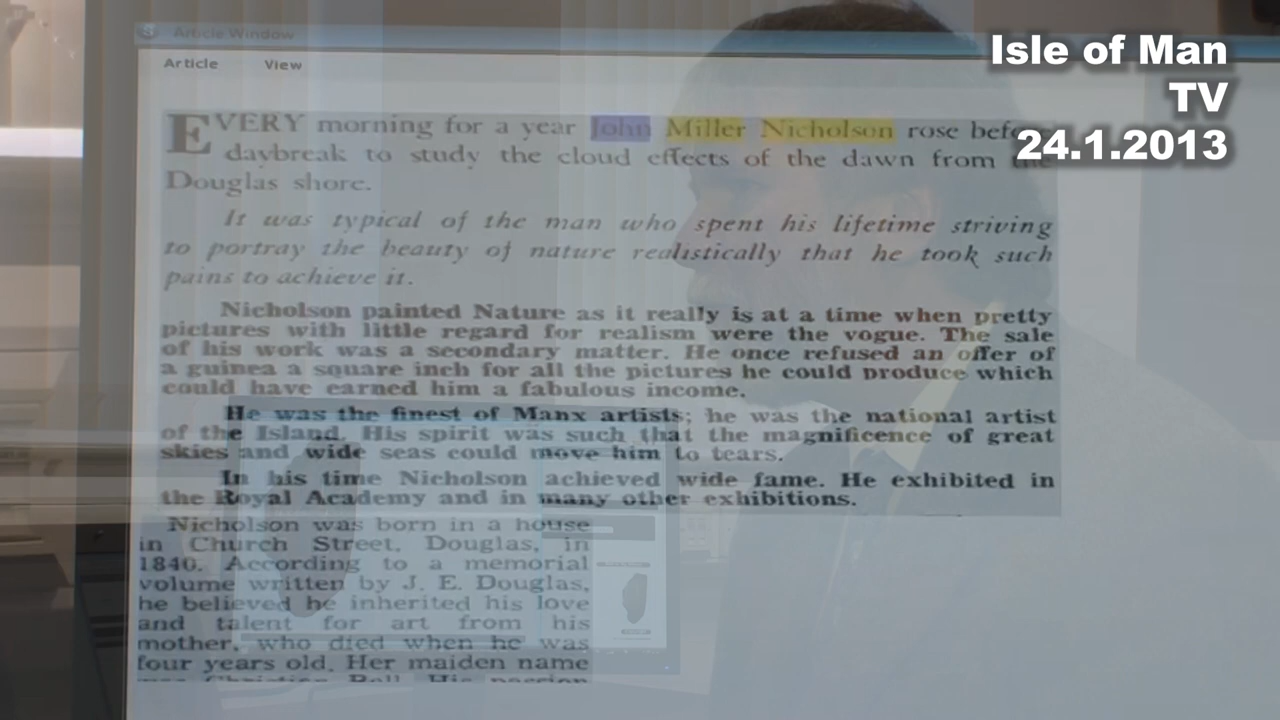 Article Window
Article View
Isle of Man
TV
24.1.2013
EVERY morning for a year John Miller Nicholson rose before
daybreak to study the cloud effects of the dawn from the
Douglas shore.
It was typical of the man who spent his lifetime striving
to portray the beauty of nature realistically that he took such
pains to achieve it.
Nicholson painted Nature as it really is at a time when pretty
pictures with little regard for realism were the vogue. The sale
of his work was a secondary matter. He once refused an offer of
a guinea a square inch for all the pictures he could produce which
could have earned him a fabulous income.
He was the finest of Manx artists; he was the national artist
of the Island. His spirit was such that the magnificence of great
skies and wide seas could move him to tears.
In his time Nicholson achieved wide fame. He exhibited in
the Royal Academy and in many other exhibitions.
Nicholson was born in a house
in Church Street, Douglas, in
1840. According to a memorial
volume written by J. E. Douglas,
he believed he inherited his love
and talent for art from his
mother, who died when he was
four years old. Her maiden name
was Christian Bell. His passion